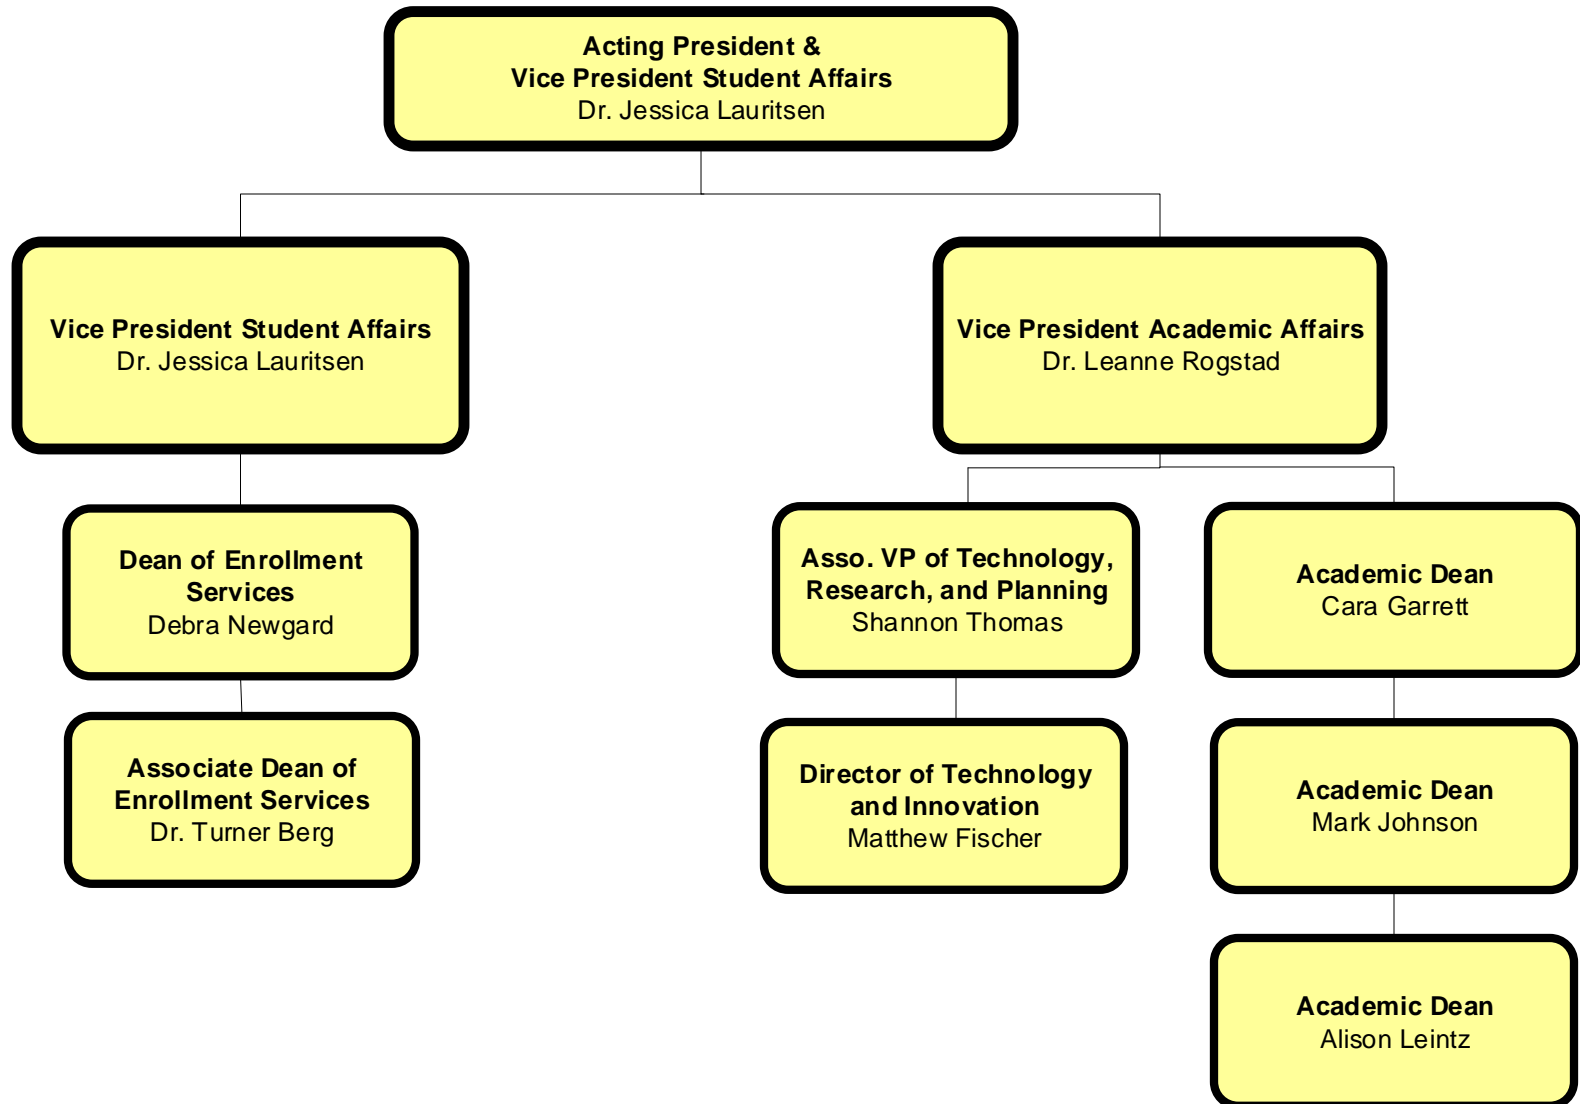 Acting President &
Vice President Student Affairs
Dr. Jessica Lauritsen
Vice President Student Affairs
Dr. Jessica Lauritsen
Vice President Academic Affairs
Dr. Leanne Rogstad
Dean of Enrollment
Services
Debra Newgard
Asso. VP of Technology,
Research, and Planning
Shannon Thomas
Academic Dean
Cara Garrett
Associate Dean of
Enrollment Services
Dr. Turner Berg
Director of Technology
and Innovation
Matthew Fischer
Academic Dean
Mark Johnson
Academic Dean
Alison Leintz